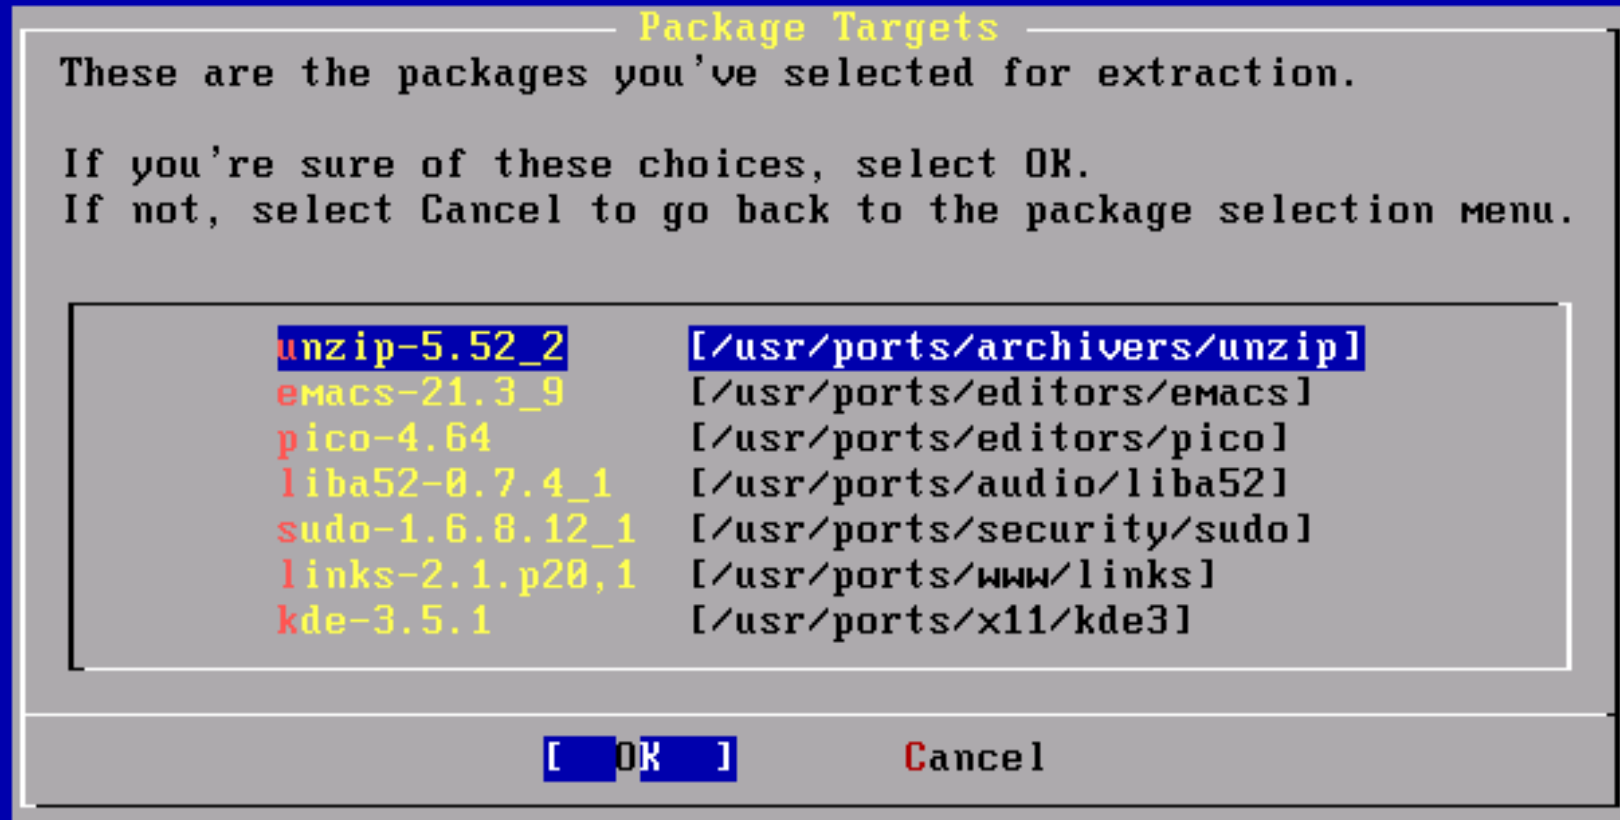 Package Targets
These are the packages you've selected for extraction.
If you're sure of these choices, select OK.
If not, select Cancel to go back to the package selection menu.
unzip-5.52_2 [/usr/ports/archivers/unzip]
emacs-21.3_9 [/usr/ports/editors/emacs]
pico-4.64 [/usr/ports/editors/pico]
liba52-0.7.4_1 [/usr/ports/audio/liba52]
sudo-1.6.8.12_1 [/usr/ports/security/sudo]
links-2.1.p20,1 [/usr/ports/www/links]
kde-3.5.1 [/usr/ports/x11/kde3]
[ OK ] Cancel